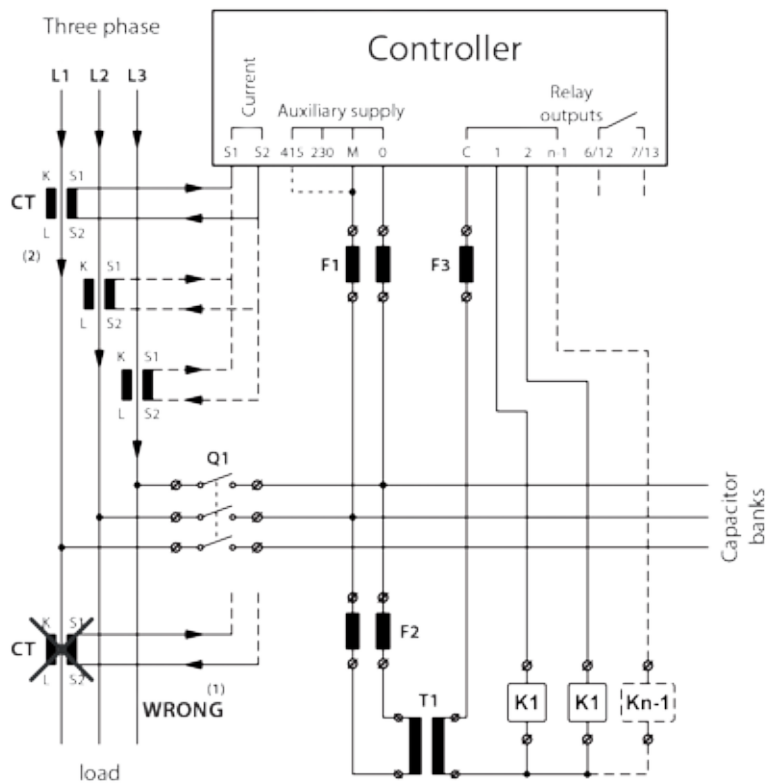 Three phase
Controller
L1 L2 L3
Current
Auxiliary supply
Relay
outputs
S1 S2 415 230 M 0 C 1 2 n-1 6/12 7/13
K S1
CT
L S2
(2)
K S1
F1 F3
L S2
K S1
L S2
Q1
Capacitor
banks
K S1
F2
CT
L S2
(1)
WRONG
T1
K1 K1 Kn-1
load